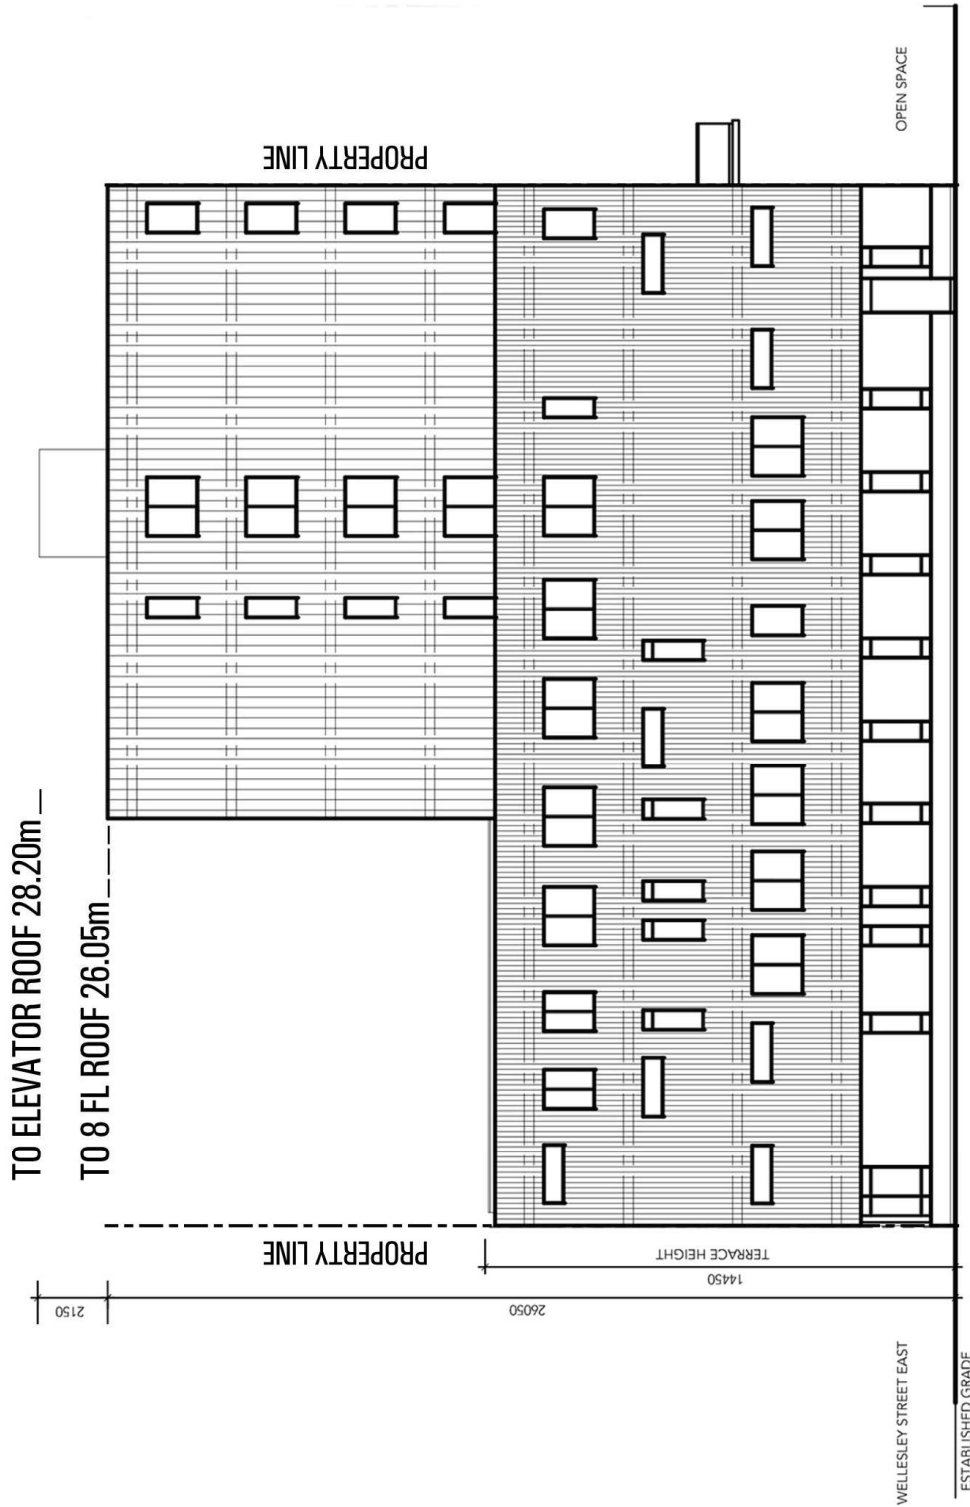 TO ELEVATOR ROOF 28.20m
TO 8 FL ROOF 26.05m
PROPERTY LINE
PROPERTY LINE
2150
26050
14450
TERRACE HEIGHT
WELLESLEY STREET EAST
ESTABLISHED GRADE
OPEN SPACE